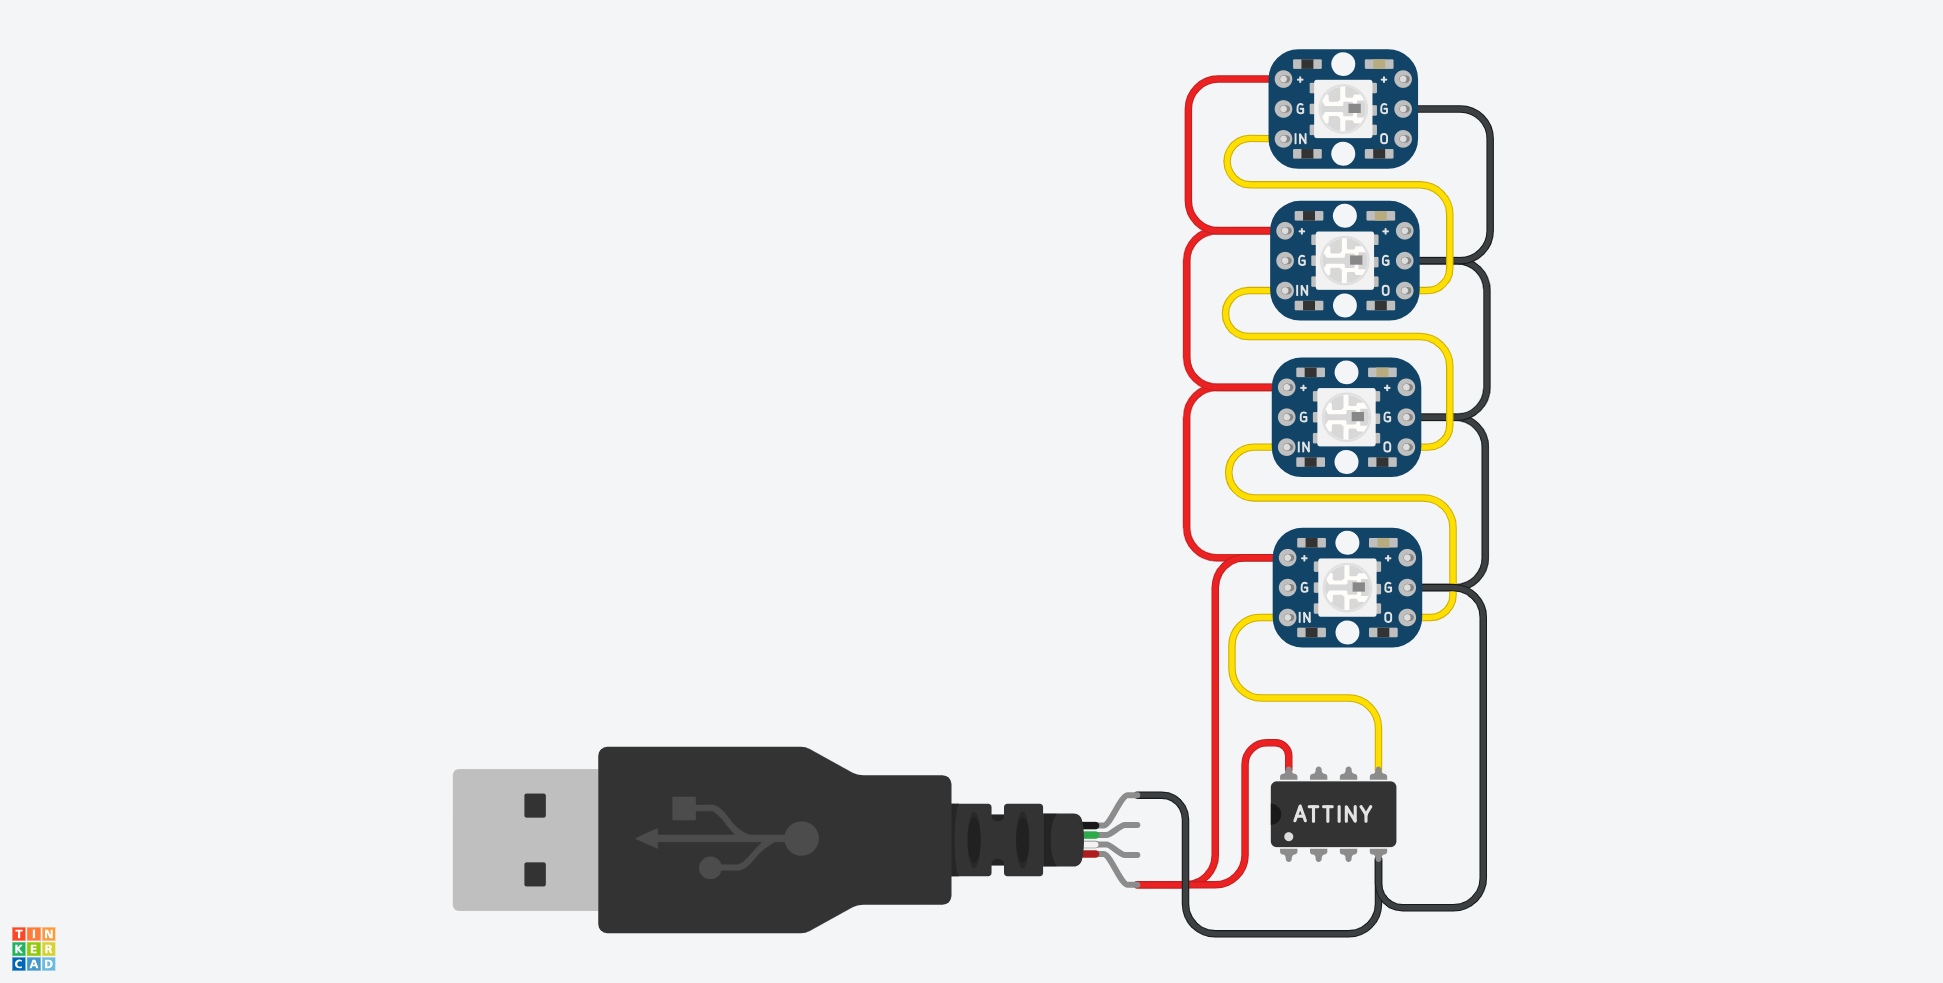 + +
G G
IN O
+ +
G G
IN O
+ +
G G
IN O
+ +
G G
IN O
ATTINY
TIN
KER
CAD